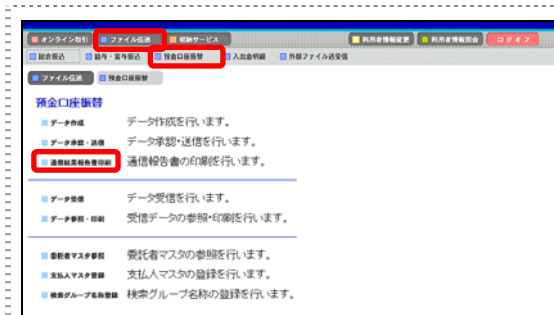 オンライン取引 ファイル伝送 収納サービス 利用者情報変更 利用者情報照会 ログオフ
総合振込 給与・賞与振込 預金口座振替 入出金明細 外部ファイル送受信
ファイル伝送 預金口座振替
預金口座振替
データ作成 データ作成を行います。
データ承認・送信 データ承認・送信を行います。
通信結果報告書印刷 通信報告書の印刷を行います。
データ受信 データ受信を行います。
データ参照・印刷 受信データの参照・印刷を行います。
委託者マスタ参照 委託者マスタの参照を行います。
支払人マスタ登録 支払人マスタの登録を行います。
検索グループ名称登録 検索グループ名称の登録を行います。